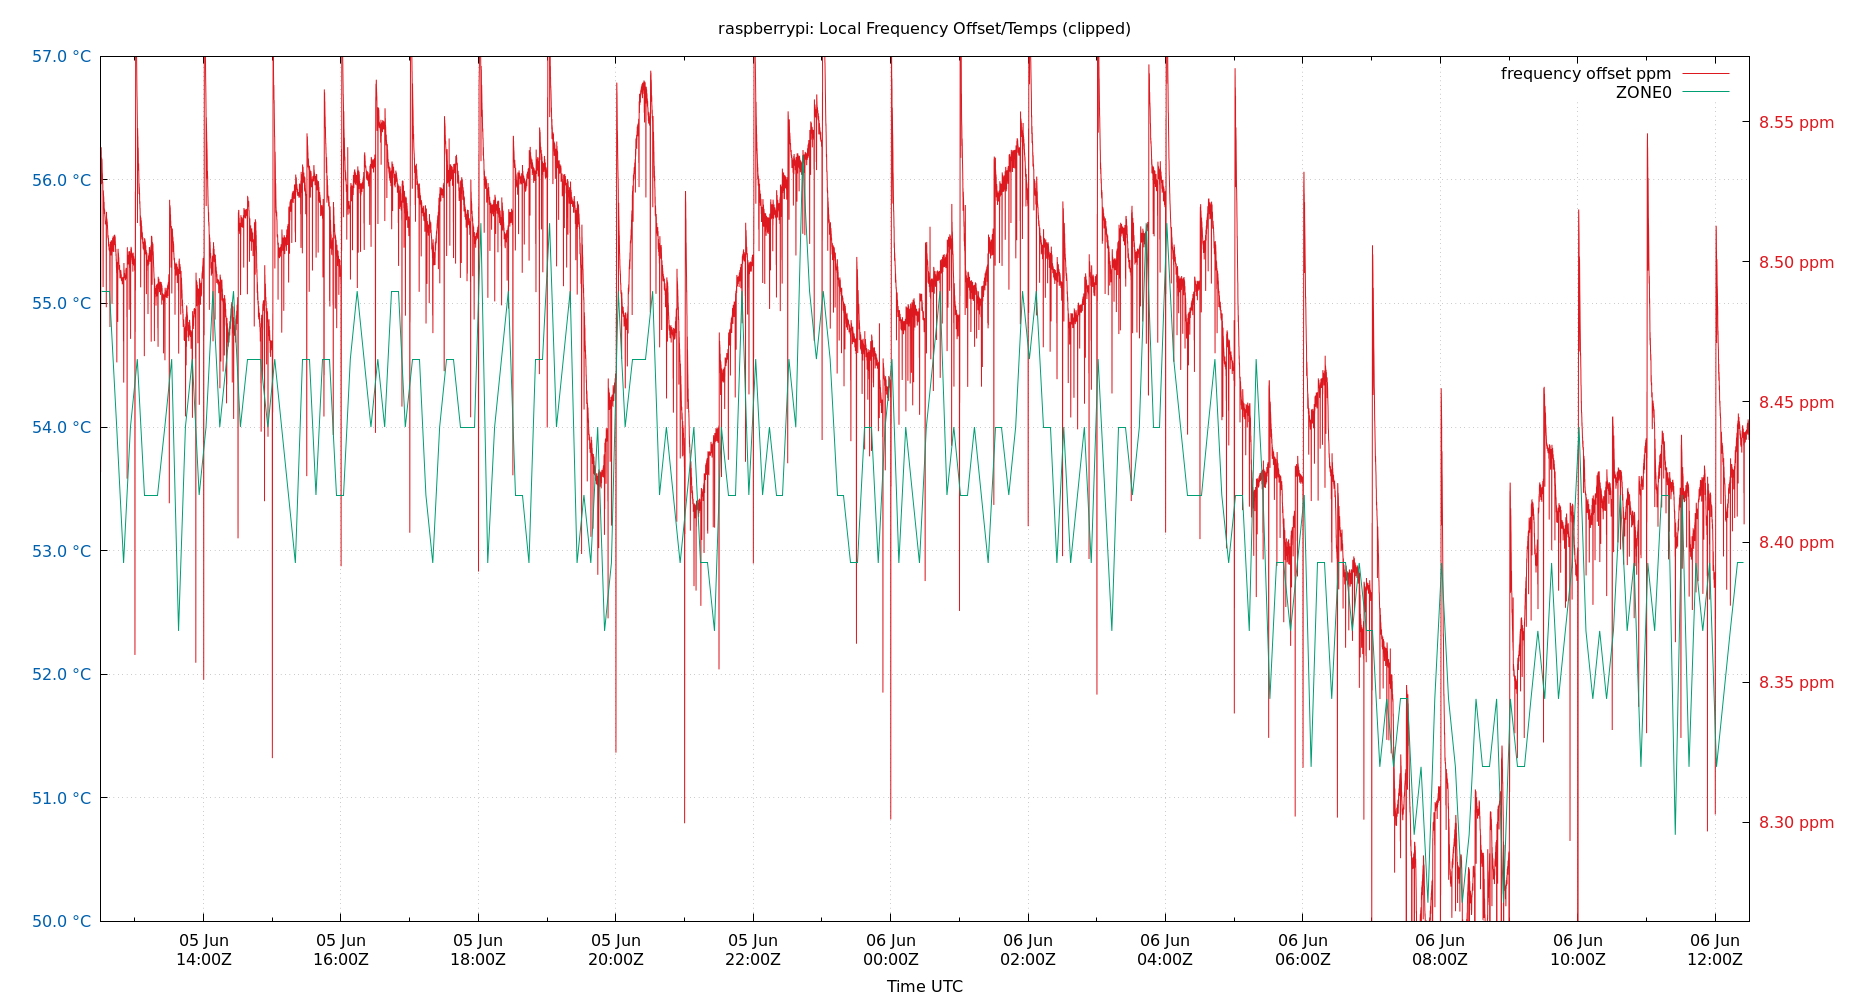 raspberrypi: Local Frequency Offset/Temps (clipped)
57.0 °C
56.0 °C
55.0 °C
54.0 °C
53.0 °C
52.0 °C
51.0 °C
50.0 °C
frequency offset ppm
ZONE0
8.55 ppm
8.50 ppm
8.45 ppm
8.40 ppm
8.35 ppm
8.30 ppm
05 Jun 05 Jun 05 Jun 05 Jun 05 Jun 06 Jun 06 Jun 06 Jun 06 Jun 06 Jun 06 Jun 06 Jun
14:00Z 16:00Z 18:00Z 20:00Z 22:00Z 00:00Z 02:00Z 04:00Z 06:00Z 08:00Z 10:00Z 12:00Z
Time UTC